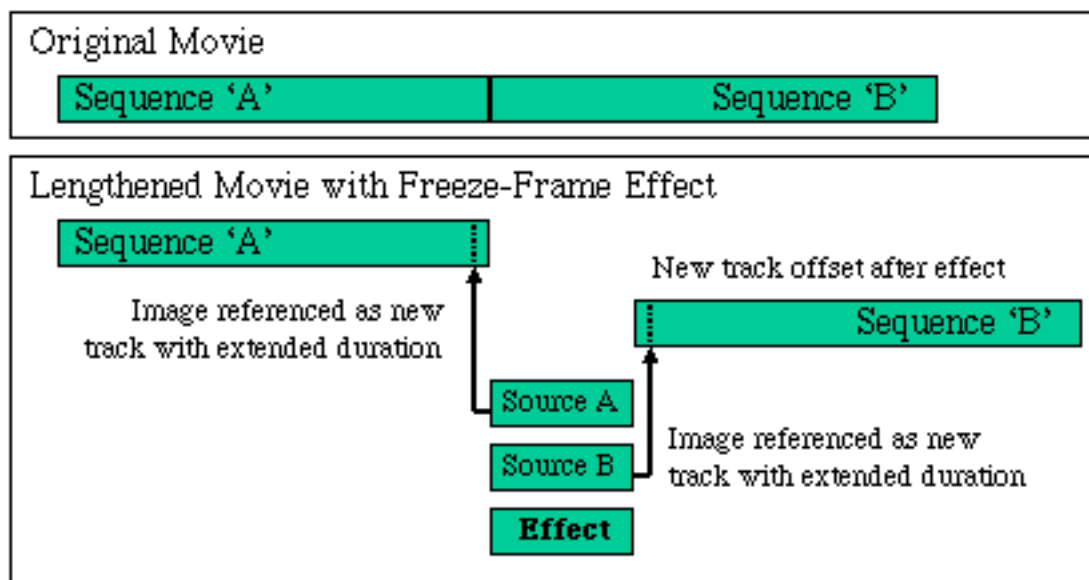 Original Movie
Sequence ‘A’
Sequence ‘B’
Lengthened Movie with Freeze-Frame Effect
Sequence ‘A’
New track offset after effect
Image referenced as new
track with extended duration
Sequence ‘B’
Source A
Source B
Image referenced as new
track with extended duration
Effect